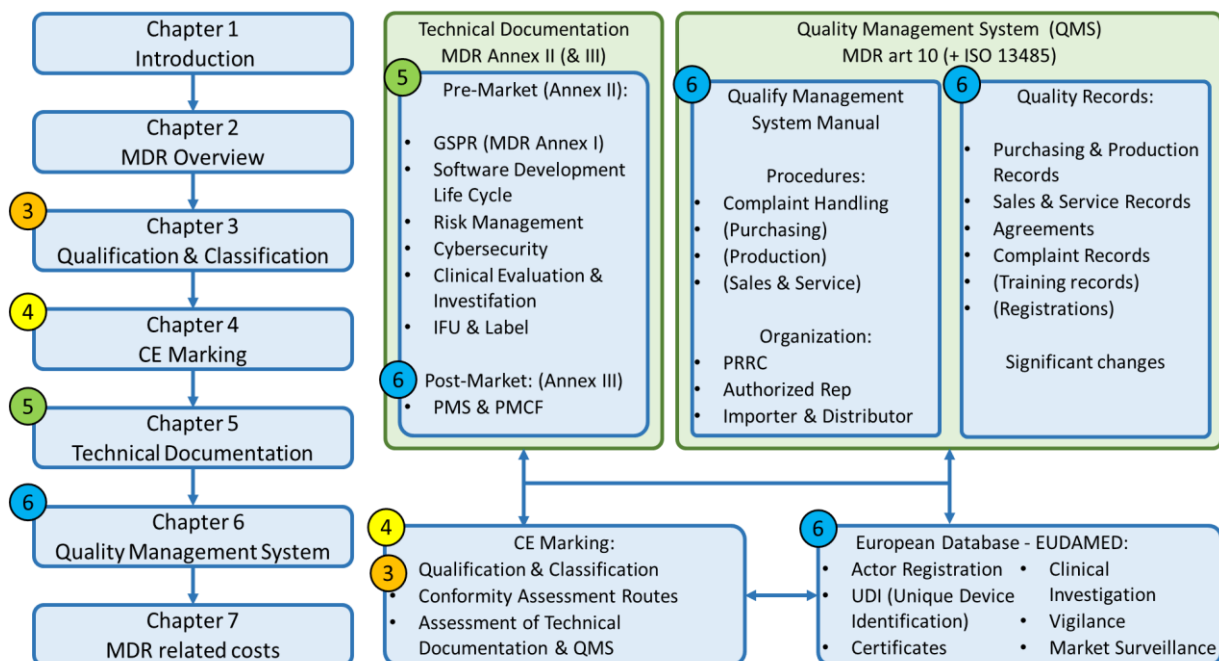 Chapter 1
Introduction
Chapter 2
MDR Overview
3
Chapter 3
Qualification & Classification
4
Chapter 4
CE Marking
5
Chapter 5
Technical Documentation
6
Chapter 6
Quality Management System
Chapter 7
MDR related costs
Technical Documentation
MDR Annex II (& III)
5
Pre-Market (Annex II):
• GSPR (MDR Annex I)
• Software Development
Life Cycle
• Risk Management
• Cybersecurity
• Clinical Evaluation &
Investifation
• IFU & Label
6
Post-Market: (Annex III)
• PMS & PMCF
Quality Management System (QMS)
MDR art 10 (+ ISO 13485)
6
Qualify Management
System Manual
Procedures:
• Complaint Handling
• (Purchasing)
• (Production)
• (Sales & Service)
Organization:
• PRRC
• Authorized Rep
• Importer & Distributor
6
Quality Records:
• Purchasing & Production
Records
• Sales & Service Records
• Agreements
• Complaint Records
• (Training records)
• (Registrations)
Significant changes
4
CE Marking:
3
Qualification & Classification
• Conformity Assessment Routes
• Assessment of Technical
Documentation & QMS
6
European Database - EUDAMED:
• Actor Registration
• UDI (Unique Device
Identification)
• Certificates
• Clinical
Investigation
• Vigilance
• Market Surveillance